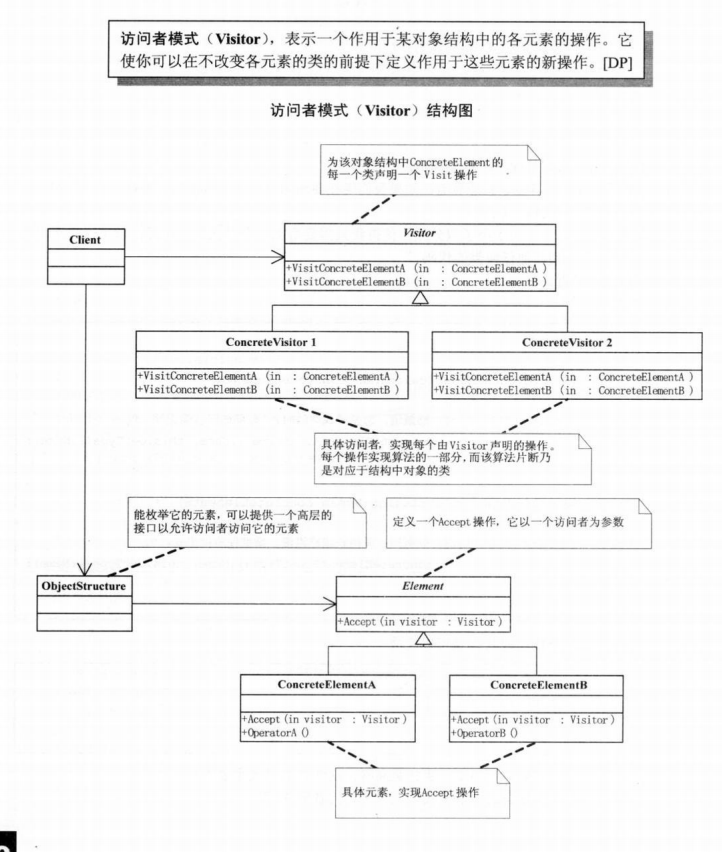 访问者模式（Visitor），表示一个作用于某对象结构中的各元素的操作。它
使你可以在不改变各元素的类的前提下定义作用于这些元素的新操作。[DP]
访问者模式（Visitor）结构图
为该对象结构中ConcreteElement的
每一个类声明一个 Visit 操作
Client
Visitor
+VisitConcreteElementA (in : ConcreteElementA )
+VisitConcreteElementB (in : ConcreteElementB )
ConcreteVisitor 1
+VisitConcreteElementA (in : ConcreteElementA )
+VisitConcreteElementB (in : ConcreteElementB )
ConcreteVisitor 2
+VisitConcreteElementA (in : ConcreteElementA )
+VisitConcreteElementB (in : ConcreteElementB )
具体访问者，实现每个由Visitor声明的操作。
每个操作实现算法的一部分，而该算法片断乃
是对应于结构中对象的类
能枚举它的元素，可以提供一个高层的
接口以允许访问者访问它的元素
定义一个Accept 操作，它以一个访问者为参数
ObjectStructure
Element
+Accept(in visitor : Visitor)
ConcreteElementA
+Accept(in visitor : Visitor)
+OperatorA()
ConcreteElementB
+Accept(in visitor : Visitor)
+OperatorB()
具体元素，实现Accept 操作